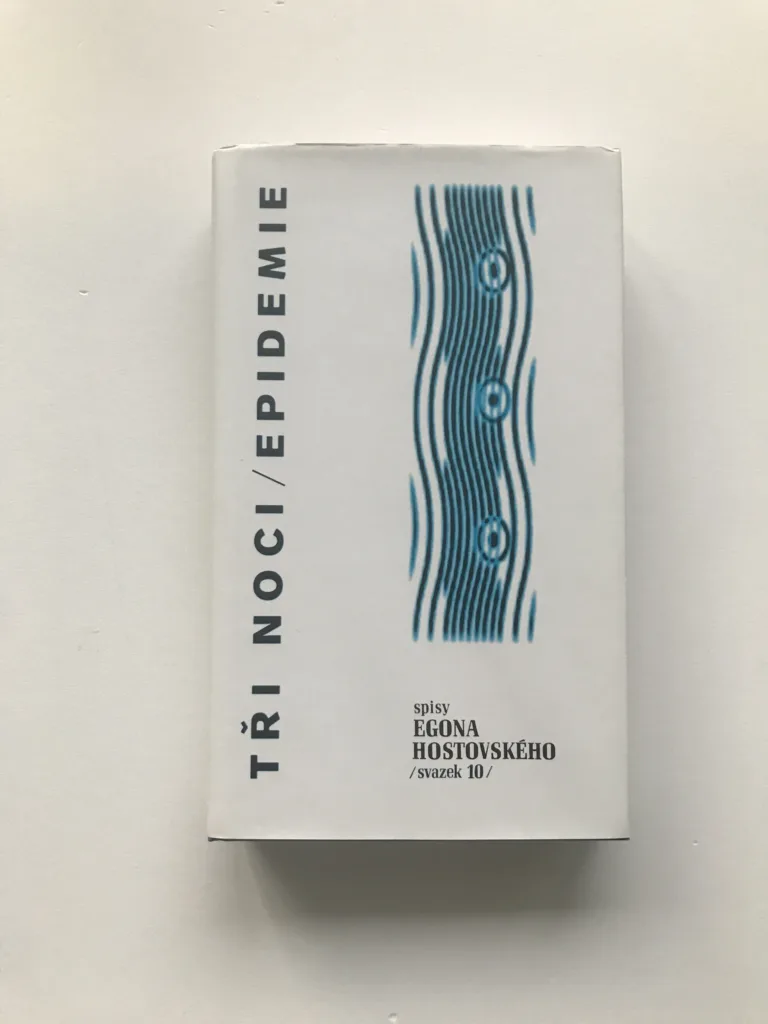 TŘI NOCI/EPIDEMIE
spisy
EGONA
HOSTOVSKÉHO
/svazek 10/